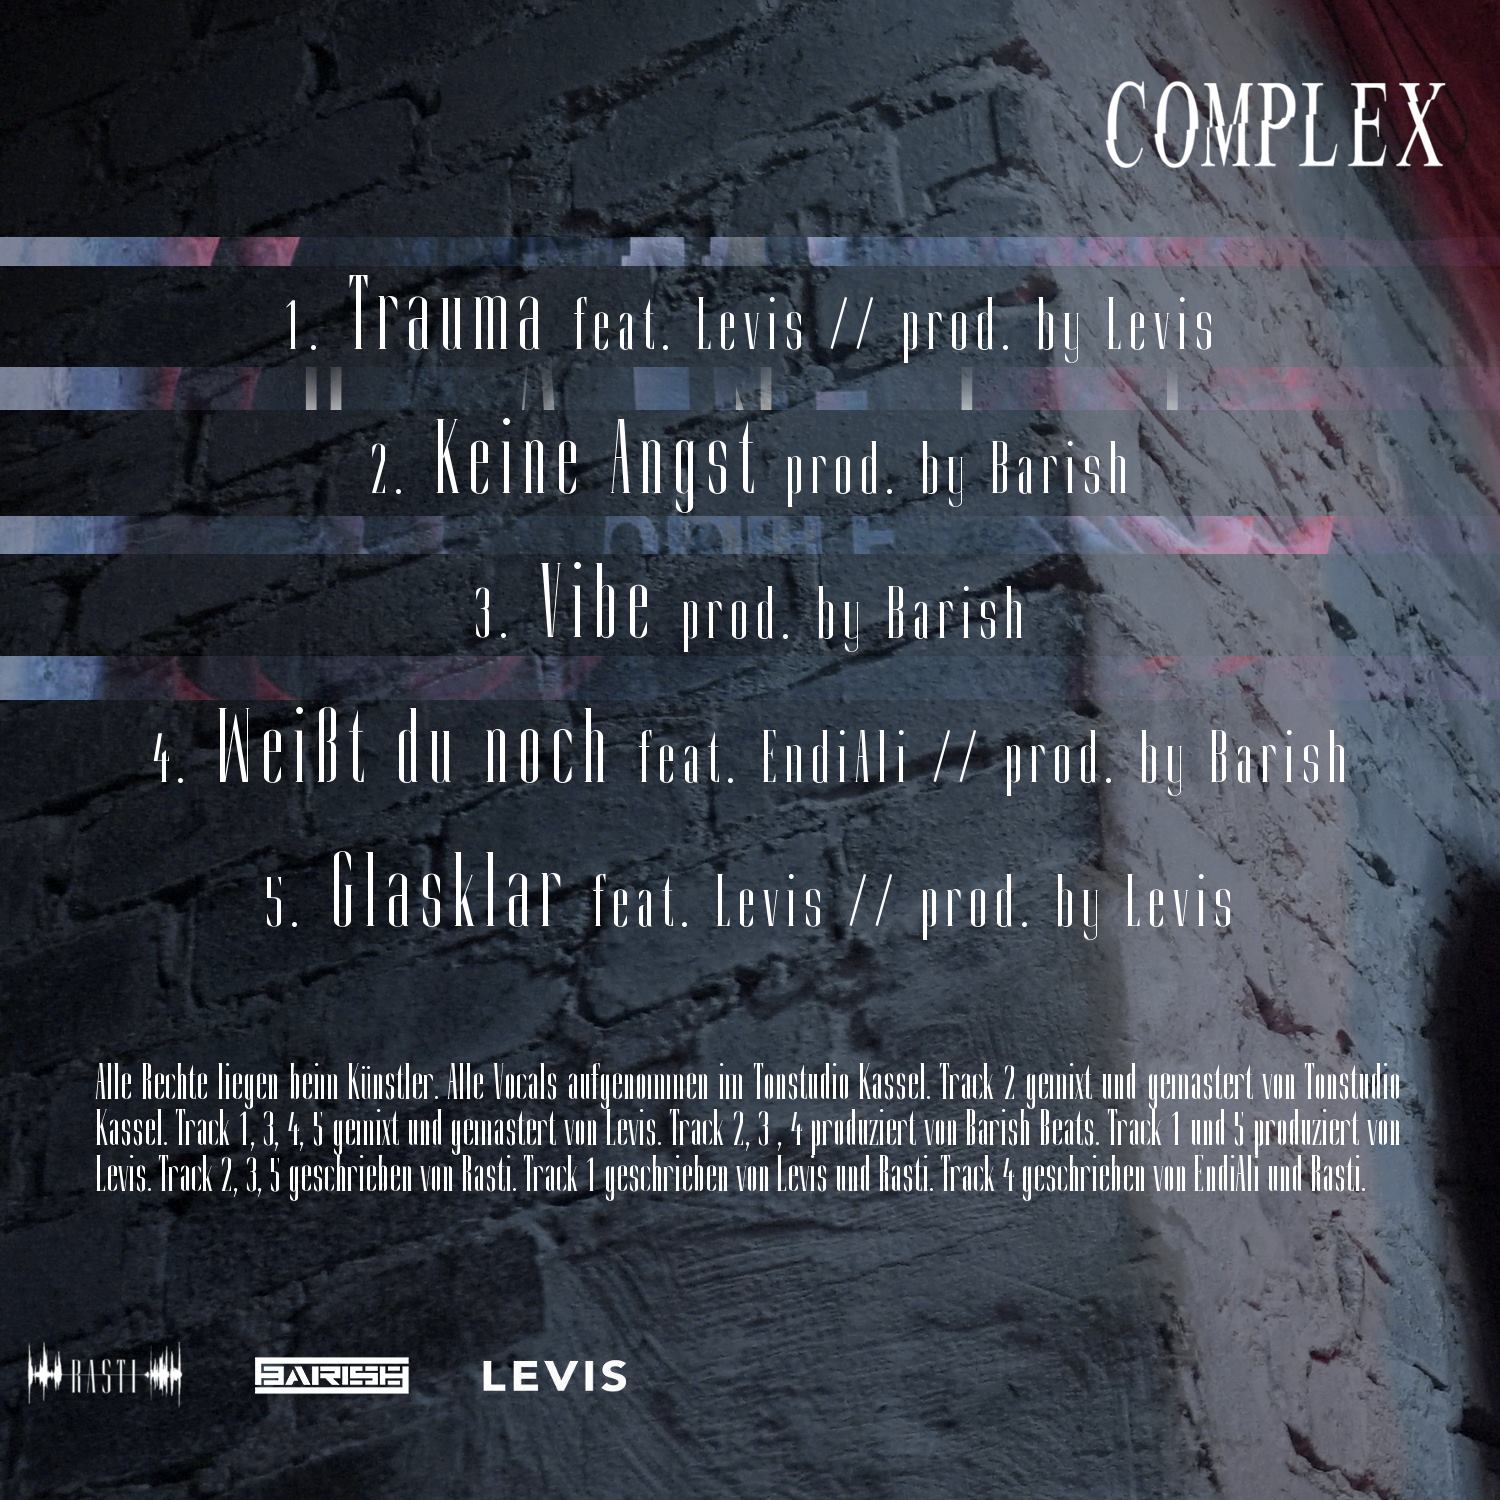 COMPLEX
1. Trauma feat. Levis // prod. by Levis
2. Keine Angst prod. by Barish
3. Vibe prod. by Barish
4. Weißt du noch feat. EndiAli // prod. by Barish
5. Glasklar feat. Levis // prod. by Levis
Alle Rechte liegen beim Künstler. Alle Vocals aufgenommen im Tonstudio Kassel. Track 2 gemixt und gemastert von Tonstudio
Kassel. Track 1, 3, 4, 5 gemixt und gemastert von Levis. Track 2, 3 , 4 produziert von Barish Beats. Track 1 und 5 produziert von
Levis. Track 2, 3, 5 geschrieben von Rasti. Track 1 geschrieben von Levis und Rasti. Track 4 geschrieben von EndiAli und Rasti.
RASTI BARISH LEVIS